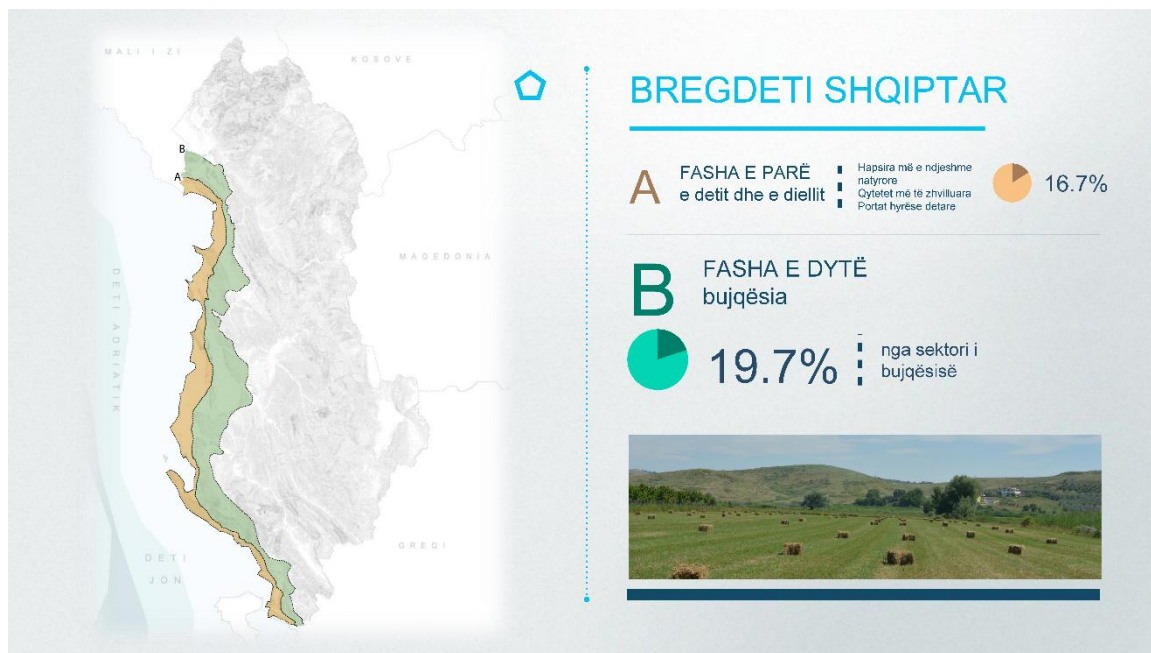 MALI I ZI
KOSOVE
B
A
MAQEDONIA
DETI ADRIATIK
DETI
JON
GREQI
BREGDETI SHQIPTAR
A
FASHA E PARË
e detit dhe e diellit
Hapsira më e ndjeshme
natyrore
Qytetet më të zhvilluara
Portat hyrëse detare
16.7%
B
FASHA E DYTË
bujqësia
19.7%
nga sektori i
bujqësisë